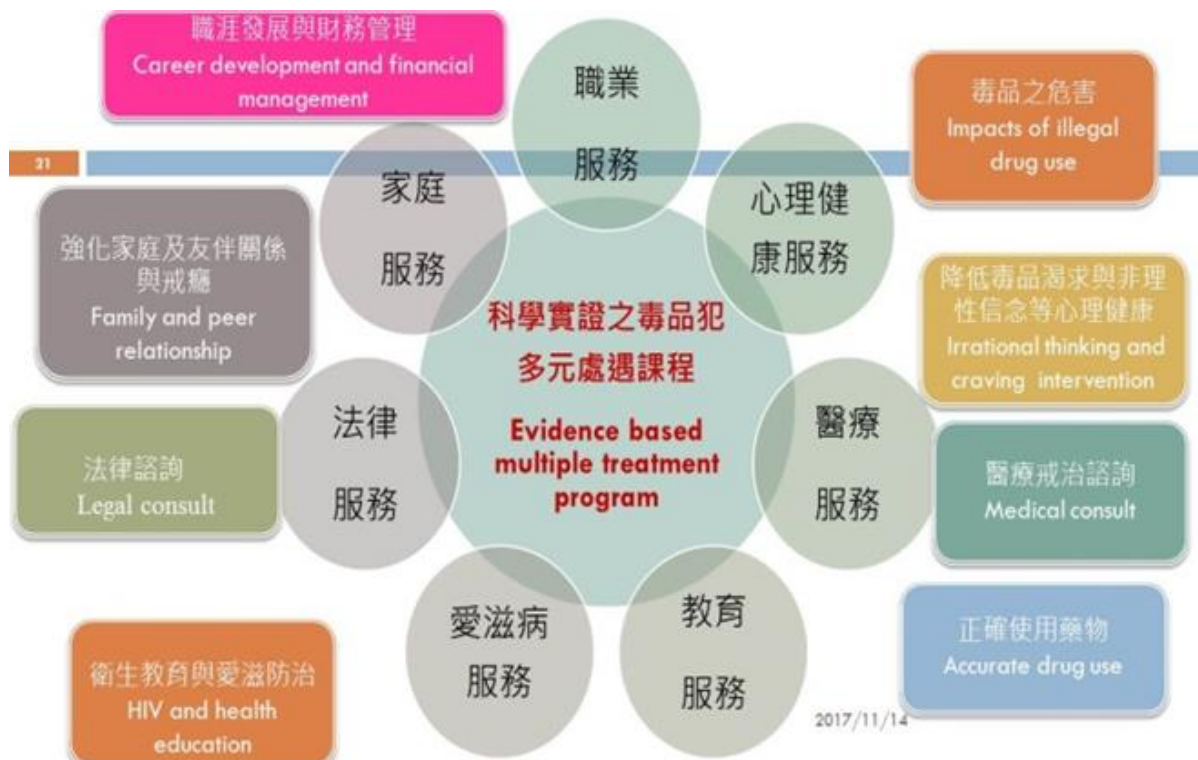 職涯發展與財務管理
Career development and financial
management
21
職業
服務
毒品之危害
Impacts of illegal
drug use
家庭
服務
心理健
康服務
強化家庭及友伴關係
與戒癮
Family and peer
relationship
科學實證之毒品犯
多元處遇課程
Evidence based
multiple treatment
program
降低毒品渴求與非理
性信念等心理健康
Irrational thinking and
craving intervention
法律
服務
醫療
服務
法律諮詢
Legal consult
醫療戒治諮詢
Medical consult
愛滋病
服務
教育
服務
正確使用藥物
Accurate drug use
衛生教育與愛滋防治
HIV and health
education
2017/11/14